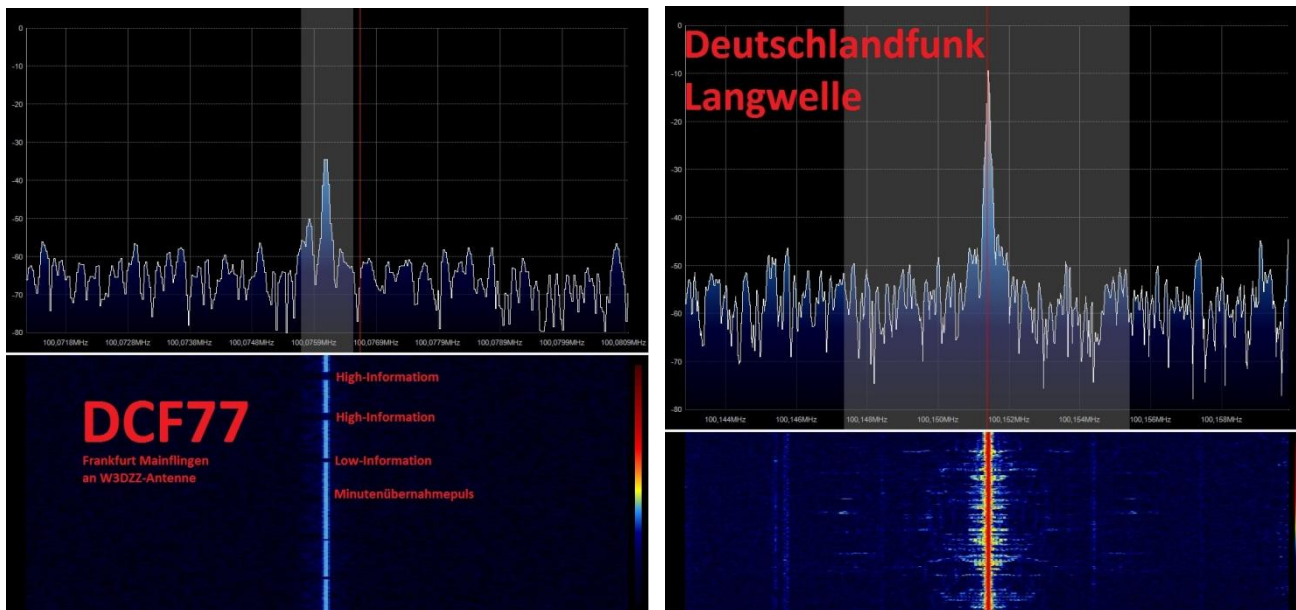 0
-10
-20
-30
-40
-50
-60
-70
-80
100,0718MHz 100,0728MHz 100,0738MHz 100,0748MHz 100,0759MHz 100,0769MHz 100,0779MHz 100,0789MHz 100,0799MHz 100,0809MHz
DCF77
Frankfurt Mainflingen
an W3DZZ-Antenne
High-Informatiom
High-Information
Low-Information
Minutenübernahmepuls
Deutschlandfunk
Langwelle
0
-10
-20
-30
-40
-50
-60
-70
-80
100,144MHz 100,146MHz 100,148MHz 100,150MHz 100,152MHz 100,154MHz 100,156MHz 100,158MHz